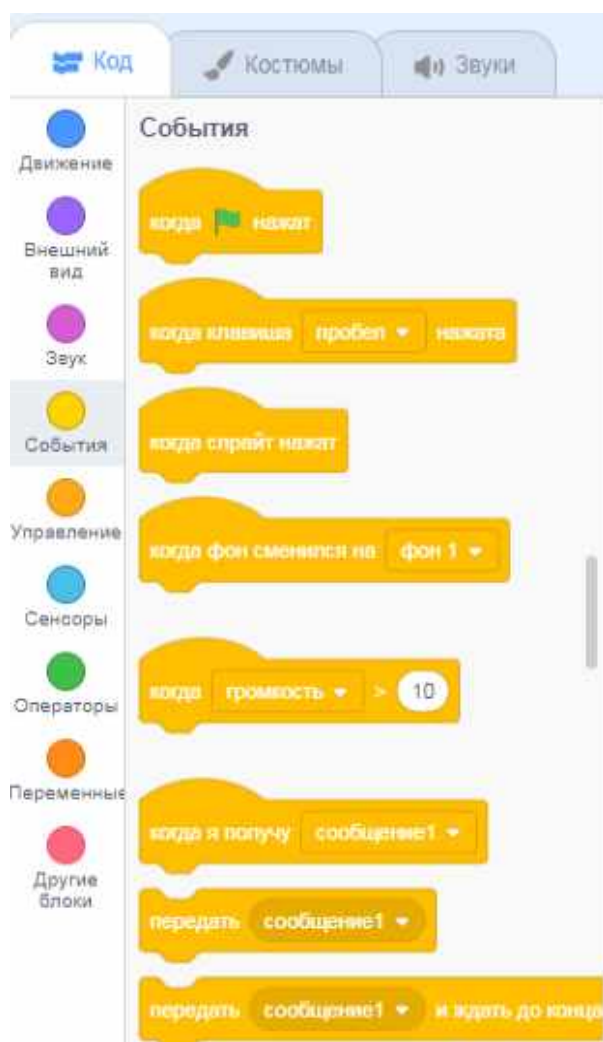 Код
Костюмы
Звуки
Движение
Внешний
вид
Звук
События
Управление
Сенсоры
Операторы
Переменные
Другие
блоки
События
когда нажат
когда клавиша пробел нажата
когда спрайт нажат
когда фон сменился на фон 1
когда громкость > 10
когда я получу сообщение1
передать сообщение1
передать сообщение1 и ждать до конца